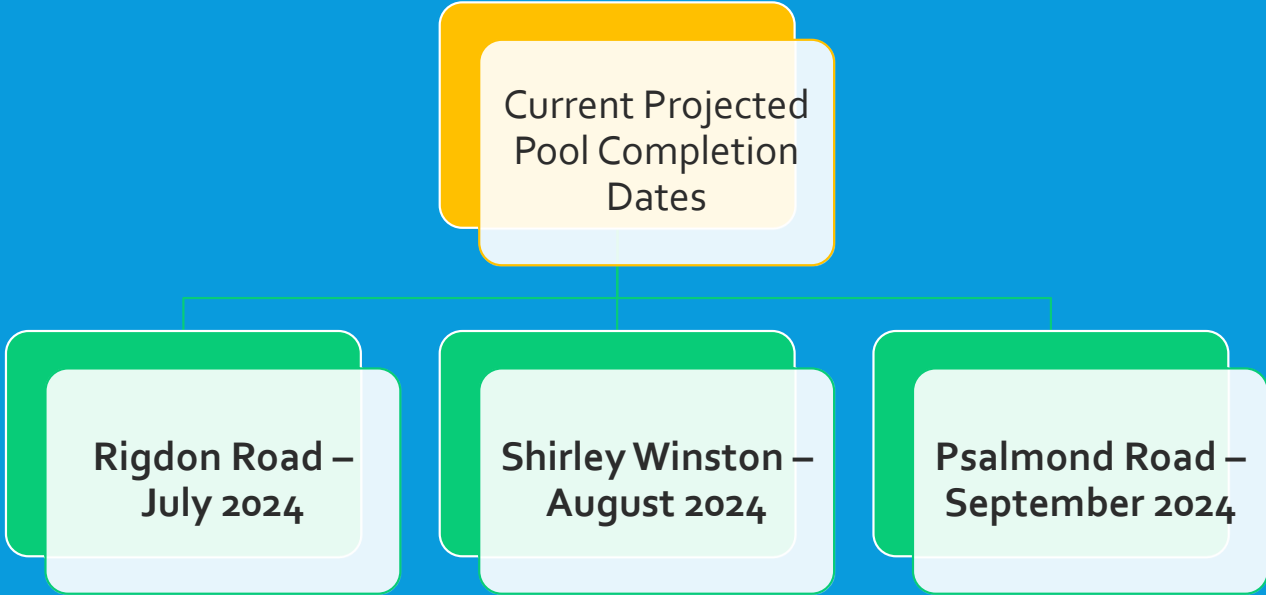 Current Projected
Pool Completion
Dates
Rigdon Road –
July 2024
Shirley Winston –
August 2024
Psalmond Road –
September 2024